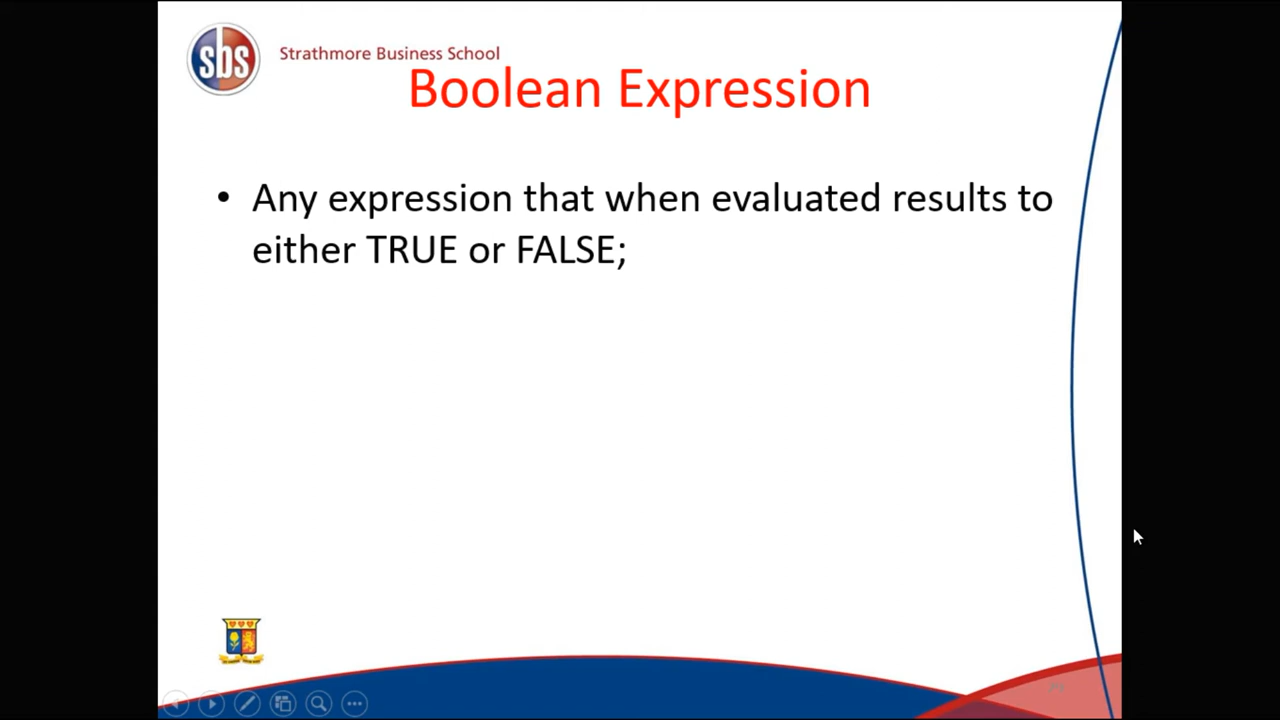 sbs
Strathmore Business School
Boolean Expression
• Any expression that when evaluated results to
either TRUE or FALSE;